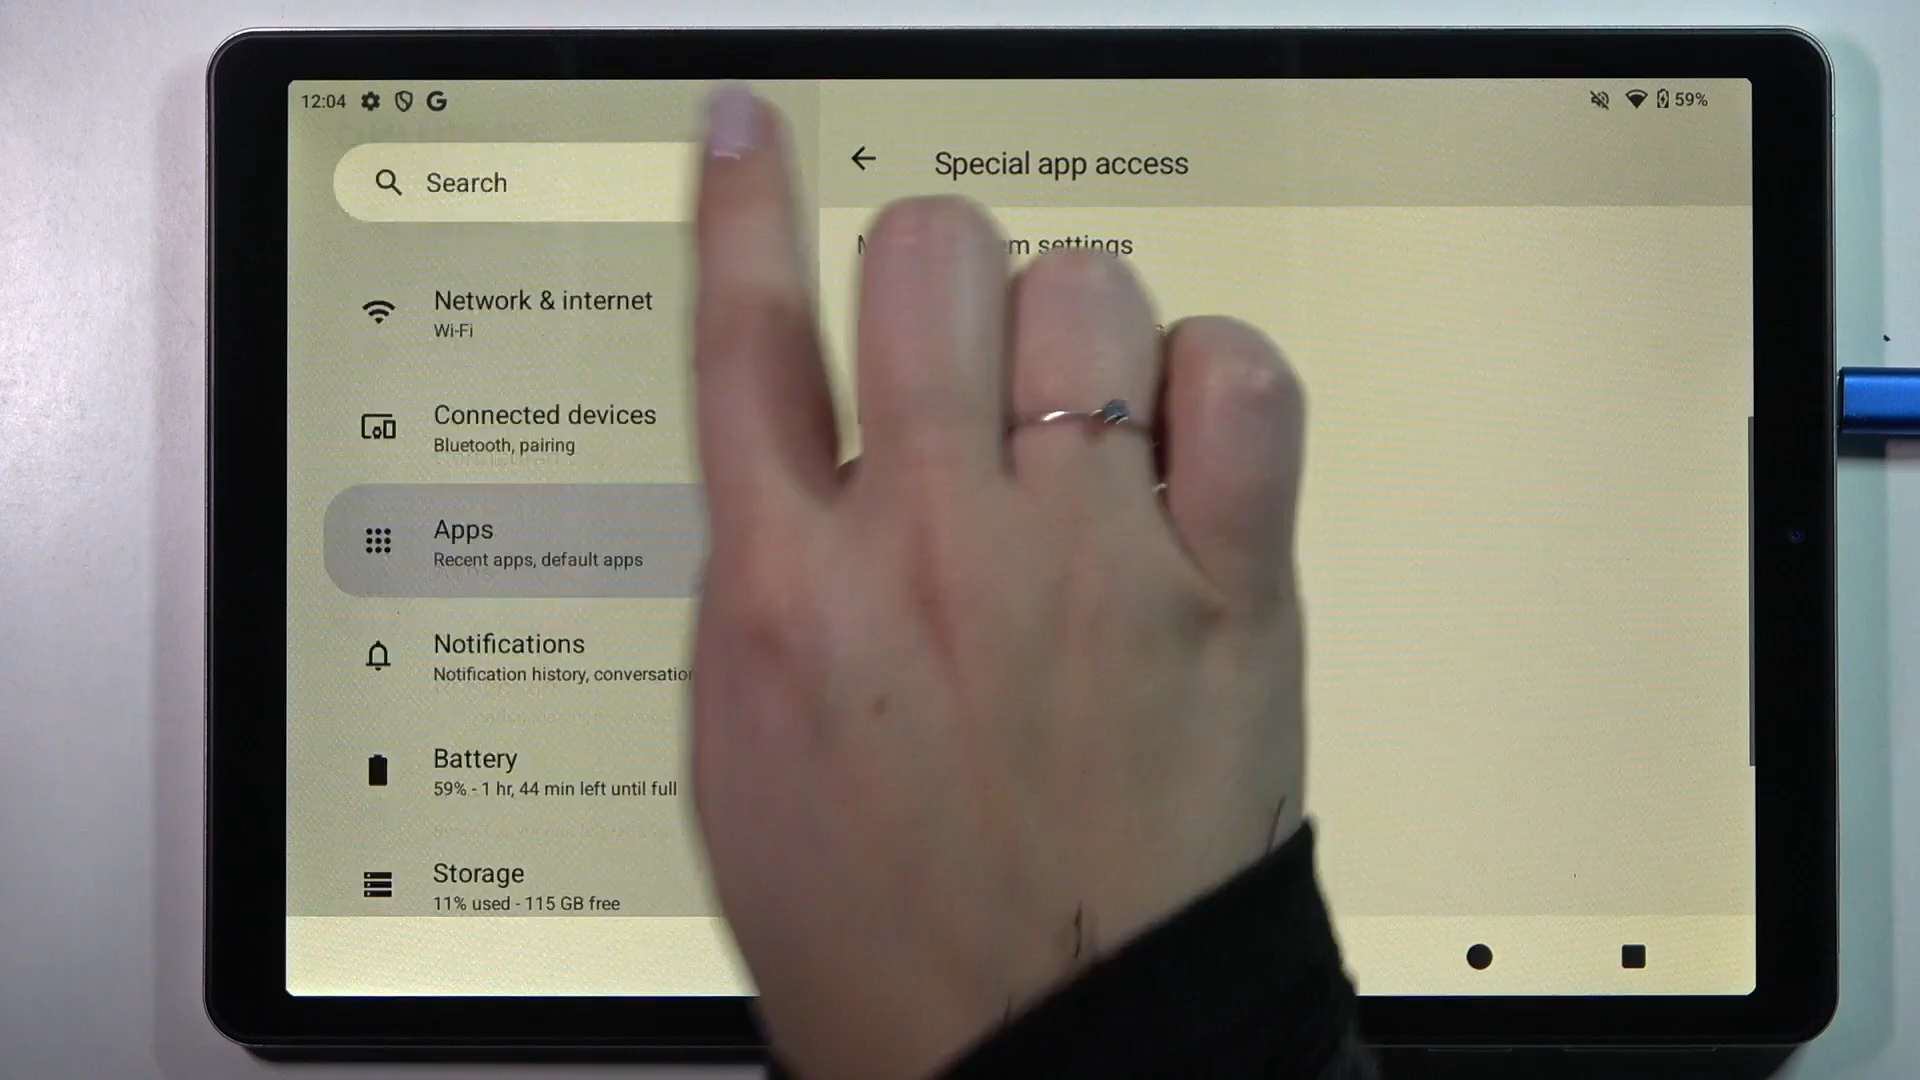 12:04
59%
Search
Special app access
m settings
Network & internet
Wi-Fi
Connected devices
Bluetooth, pairing
Apps
Recent apps, default apps
Notifications
Notification history,
Battery
59% - 1 hr, 44 min left until full
Storage
11% used - 115 GB free